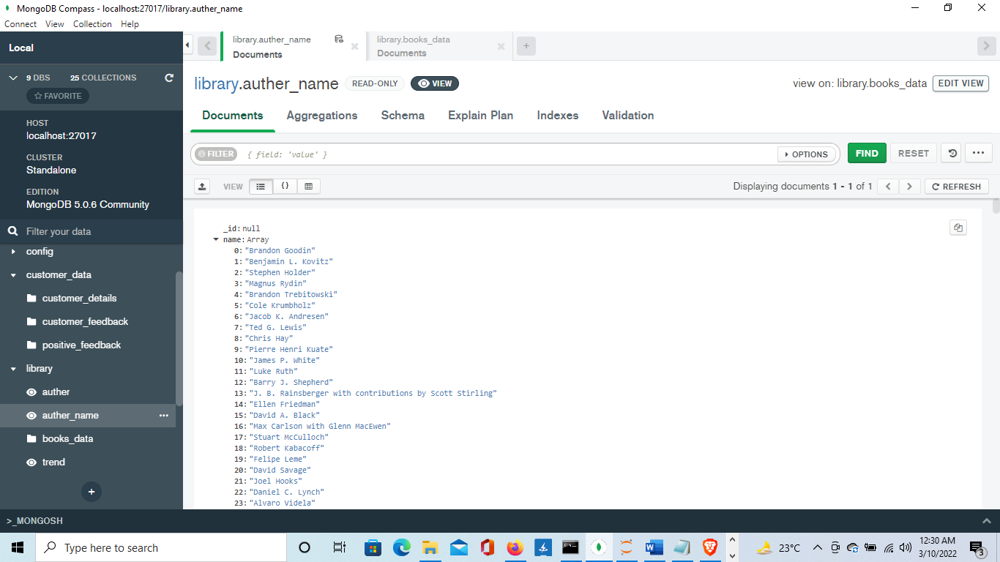 MongoDB Compass - localhost:27017/library.auther_name
Connect View Collection Help
Local
9 DBS 25 COLLECTIONS
FAVORITE
HOST
localhost:27017
CLUSTER
Standalone
EDITION
MongoDB 5.0.6 Community
Filter your data
config
customer_data
customer_details
customer_feedback
positive_feedback
library
auther
auther_name
books_data
trend
+
library.auther_name
Documents
library.books_data
Documents
+
library.auther_name READ-ONLY VIEW
view on: library.books_data EDIT VIEW
Documents Aggregations Schema Explain Plan Indexes Validation
FILTER { field: 'value' } OPTIONS FIND RESET
VIEW {} Displaying documents 1 - 1 of 1 REFRESH
_id: null
name: Array
0: "Brandon Goodin"
1: "Benjamin L. Kovitz"
2: "Stephen Holder"
3: "Magnus Rydin"
4: "Brandon Trebitowski"
5: "Cole Krumbholz"
6: "Jacob K. Andresen"
7: "Ted G. Lewis"
8: "Chris Hay"
9: "Pierre Henri Kuate"
10: "James P. White"
11: "Luke Ruth"
12: "Barry J. Shepherd"
13: "J. B. Rainsberger with contributions by Scott Stirling"
14: "Ellen Friedman"
15: "David A. Black"
16: "Max Carlson with Glenn MacEwen"
17: "Stuart McCulloch"
18: "Robert Kabacoff"
19: "Felipe Leme"
20: "David Savage"
21: "Joel Hooks"
22: "Daniel C. Lynch"
23: "Alvaro Videla"
>_MONGOSH
Type here to search
23°C
12:30 AM
3/10/2022
3